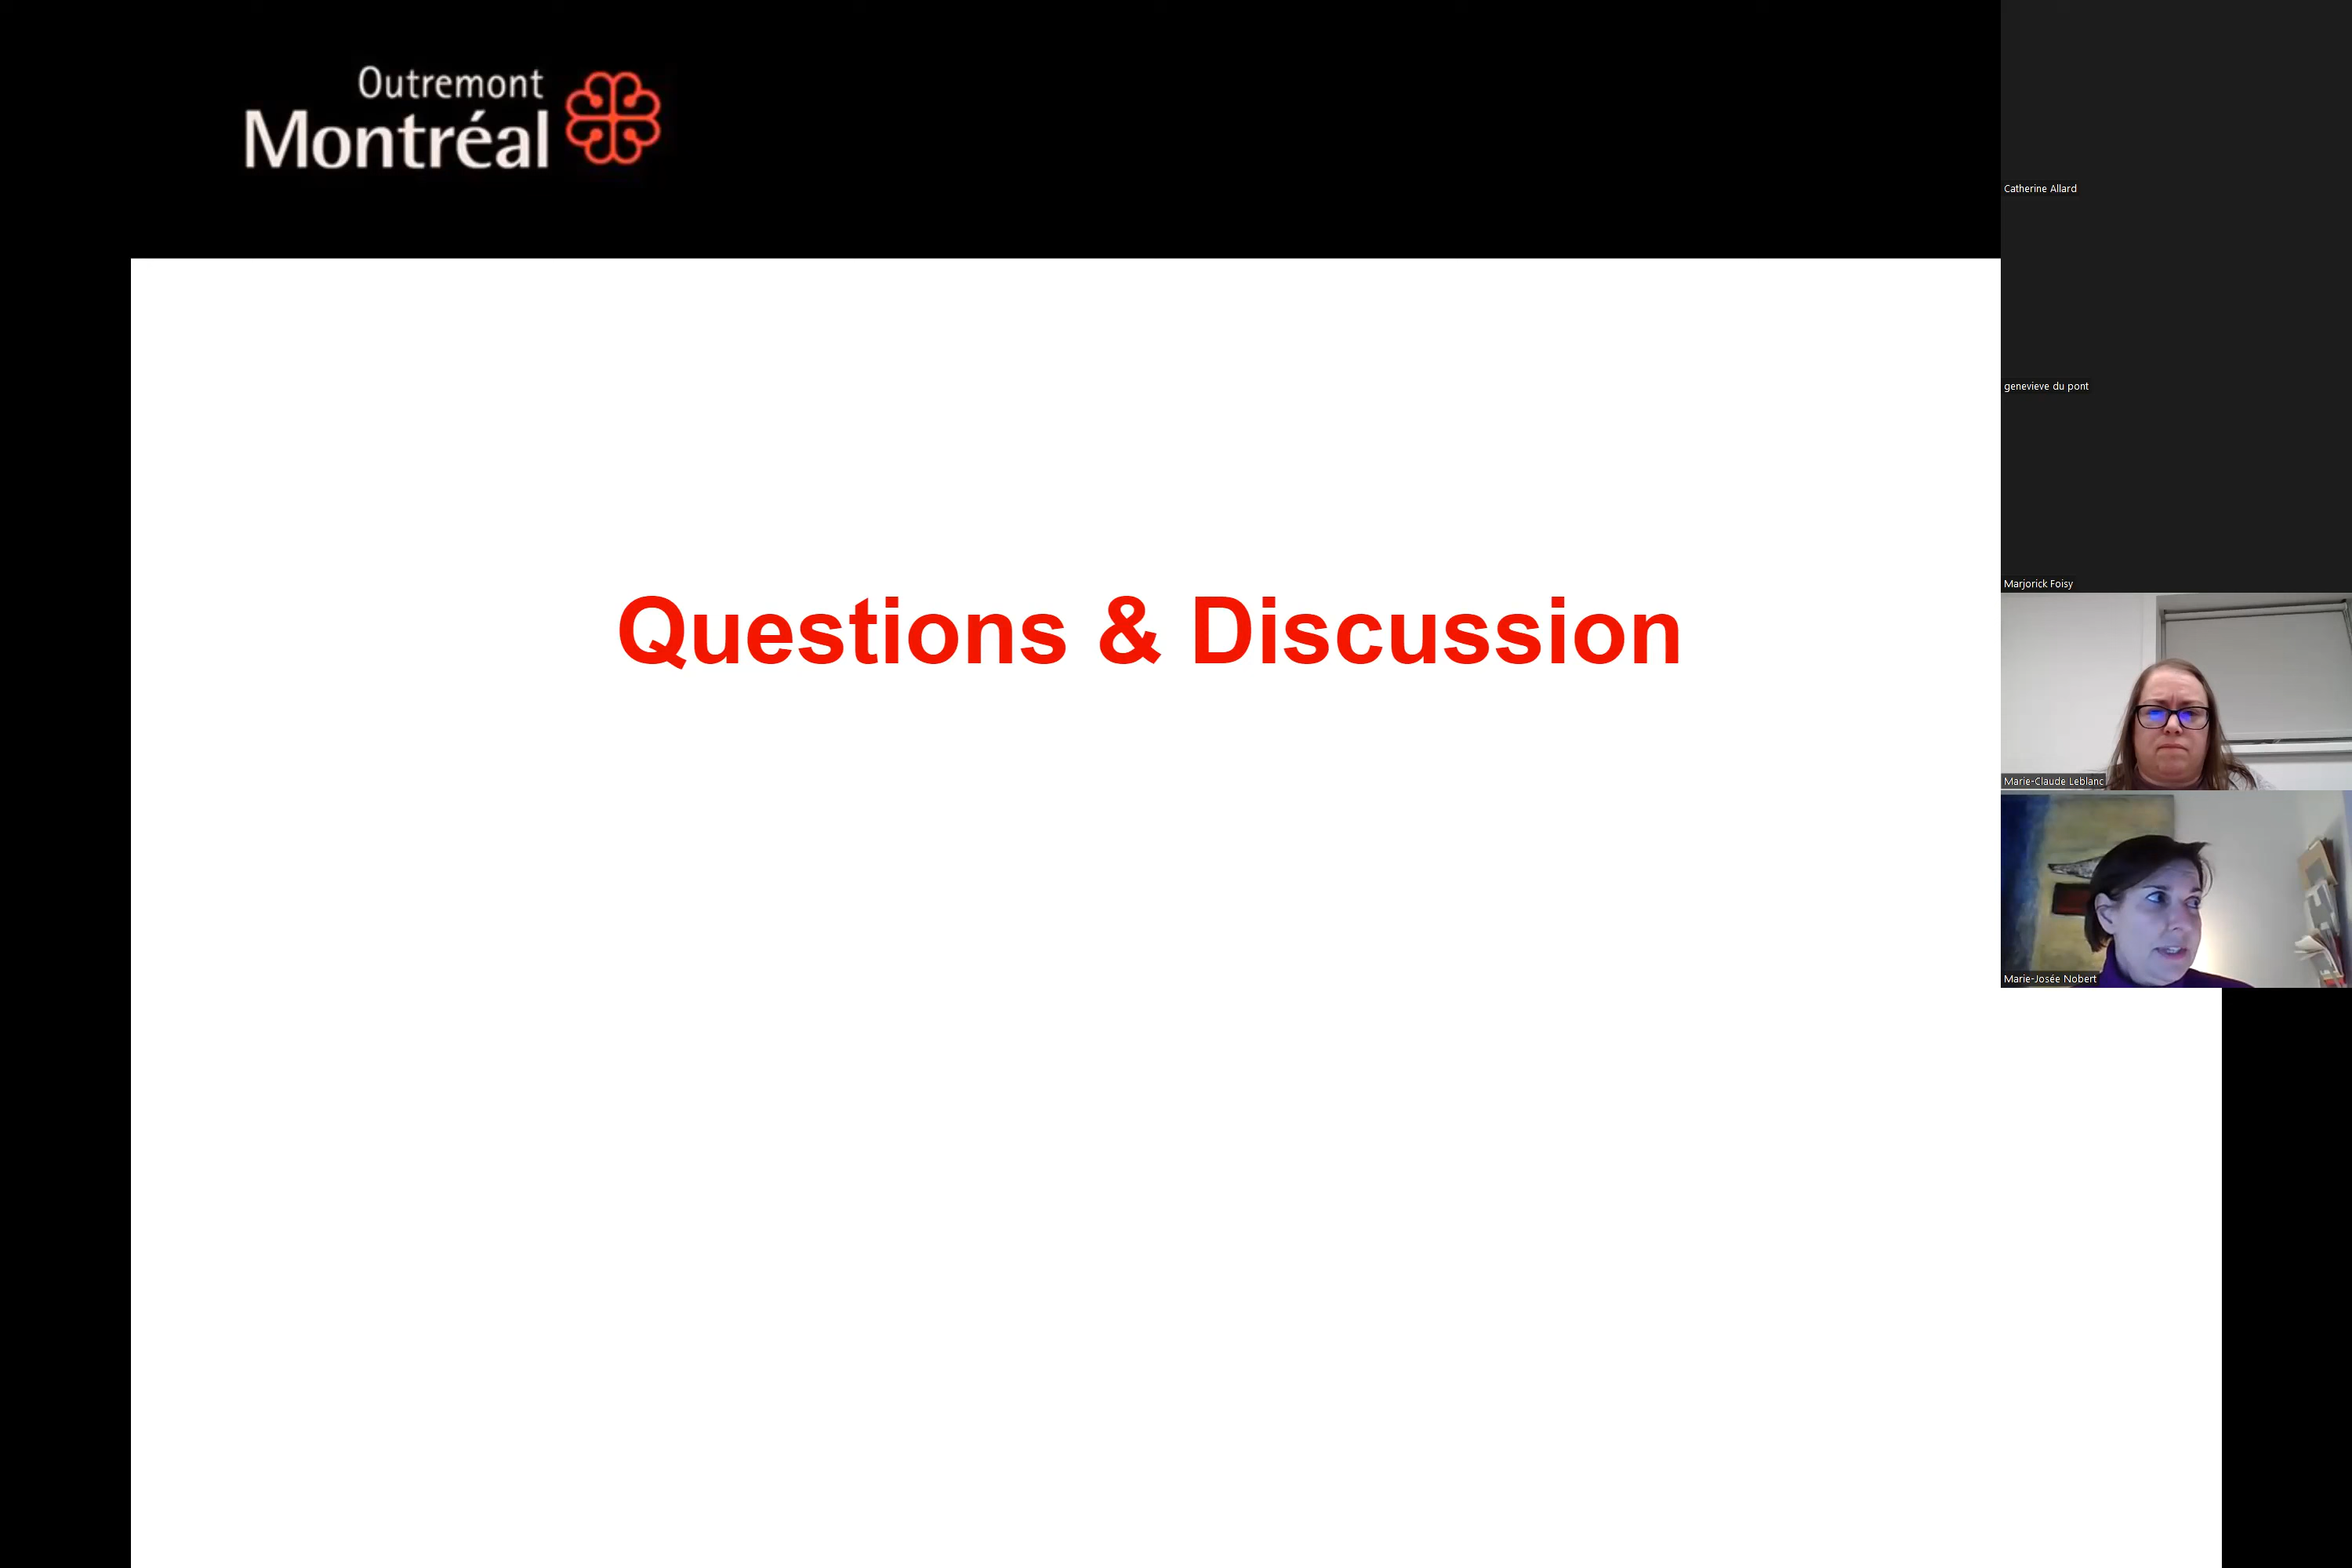 Outremont
Montréal
Questions & Discussion
Catherine Allard
genevieve du pont
Marjorick Foisy
Marie-Claude Leblanc
Marie-Josée Nobert